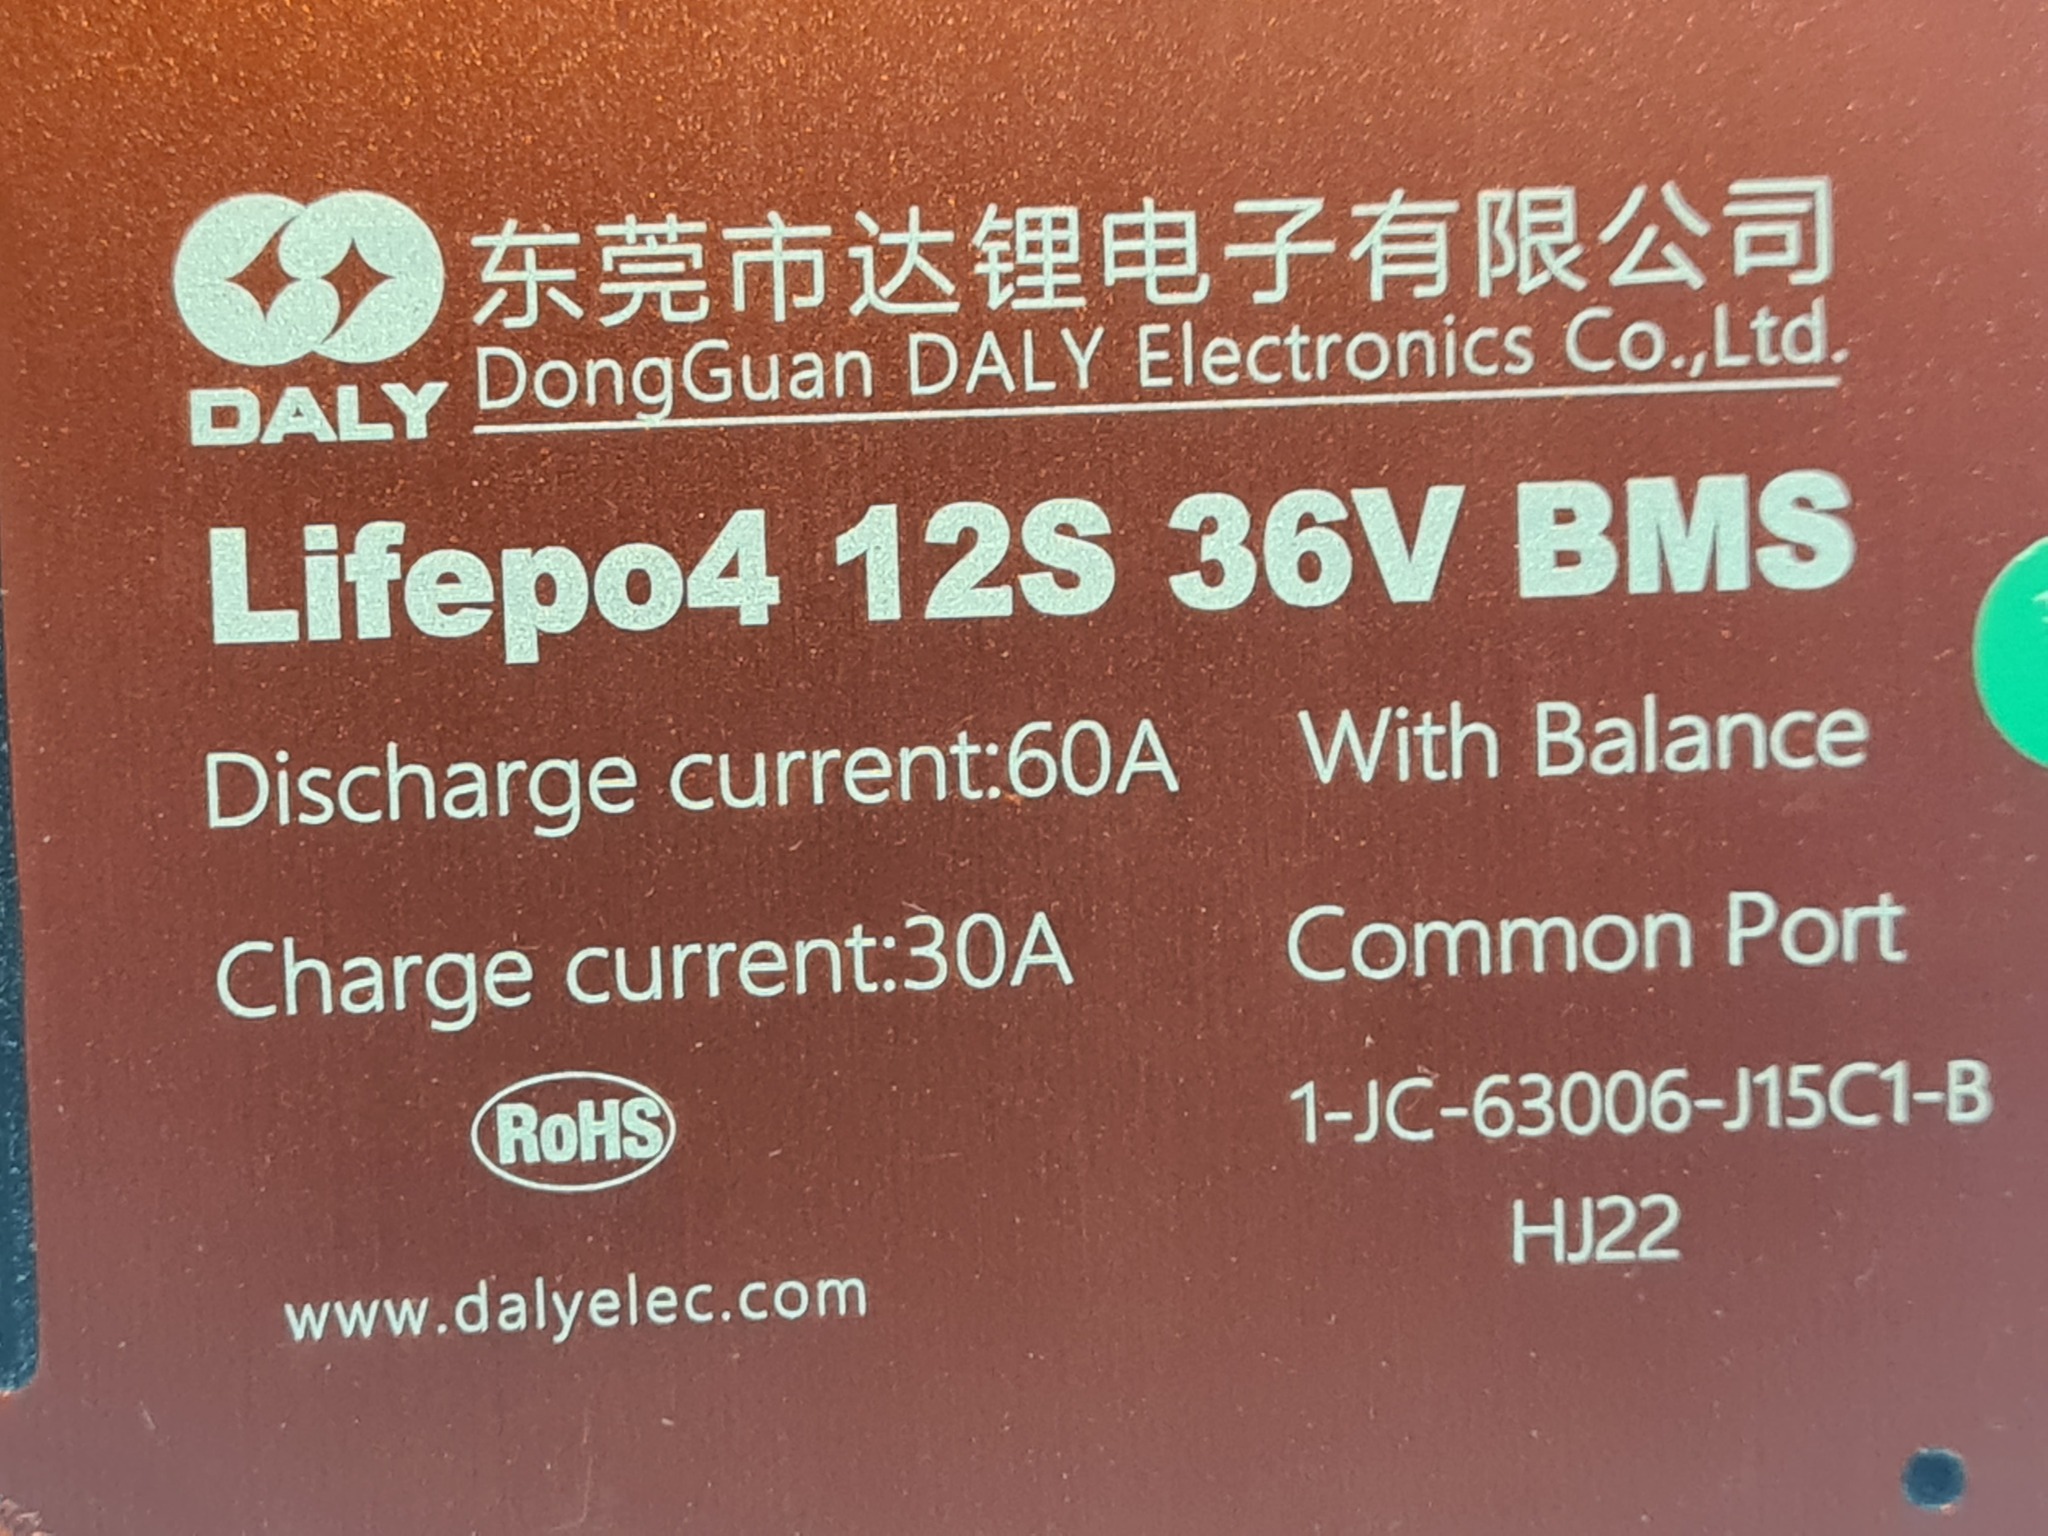 东莞市达锂电子有限公司
DongGuan DALY Electronics Co.,Ltd.
DALY
Lifepo4 12S 36V BMS
Discharge current:60A With Balance
Charge current:30A Common Port
RoHS
1-JC-63006-J15C1-B
HJ22
www.dalyelec.com